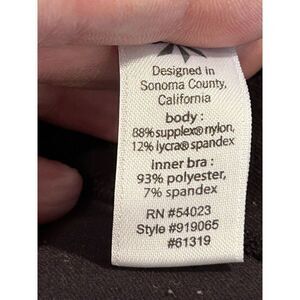 Designed in
Sonoma County,
California
body :
88% supplex® nylon,
12% lycra® spandex
inner bra :
93% polyester,
7% spandex
RN #54023
Style #919065
#61319